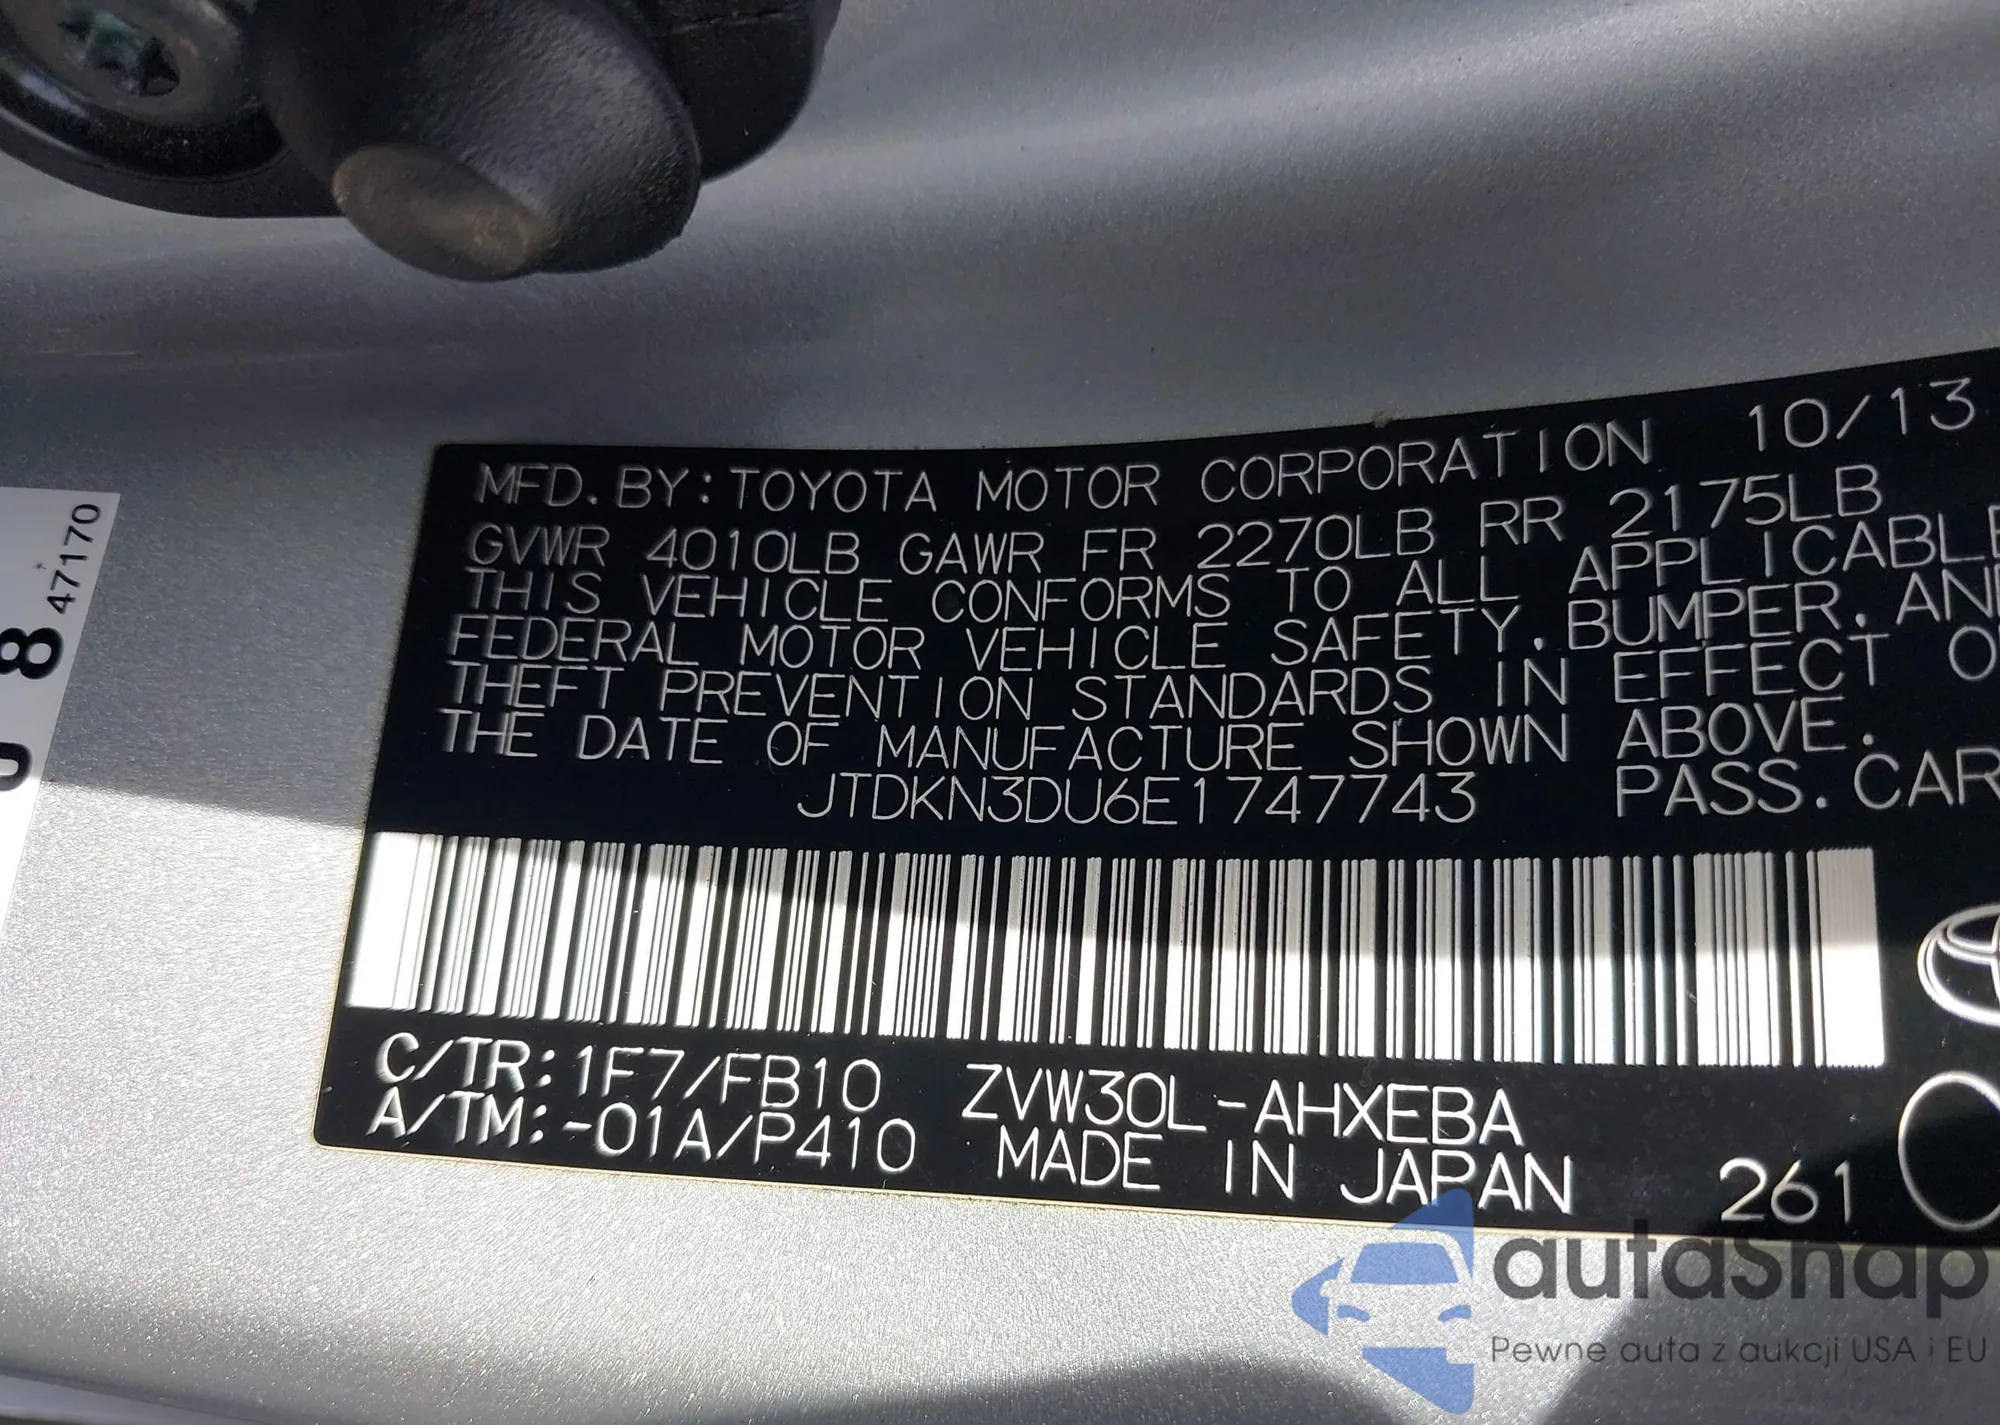 MFD. BY: TOYOTA MOTOR CORPORATION 10/13
GVWR 4010LB GAWR FR 2270LB RR 2175LB
THIS VEHICLE CONFORMS TO ALL APPLICABLE
FEDERAL MOTOR VEHICLE SAFETY, BUMPER, AND
THEFT PREVENTION STANDARDS IN EFFECT
THE DATE OF MANUFACTURE SHOWN ABOVE.
JTDKN3DU6E1747743 PASS. CAR
C/TR: 1F7/FB10 ZVW30L-AHXEBA
A/TM: -01A/P410 MADE IN JAPAN 261
8 47170
autaSnap
Pewne auta z aukcji USA i EU